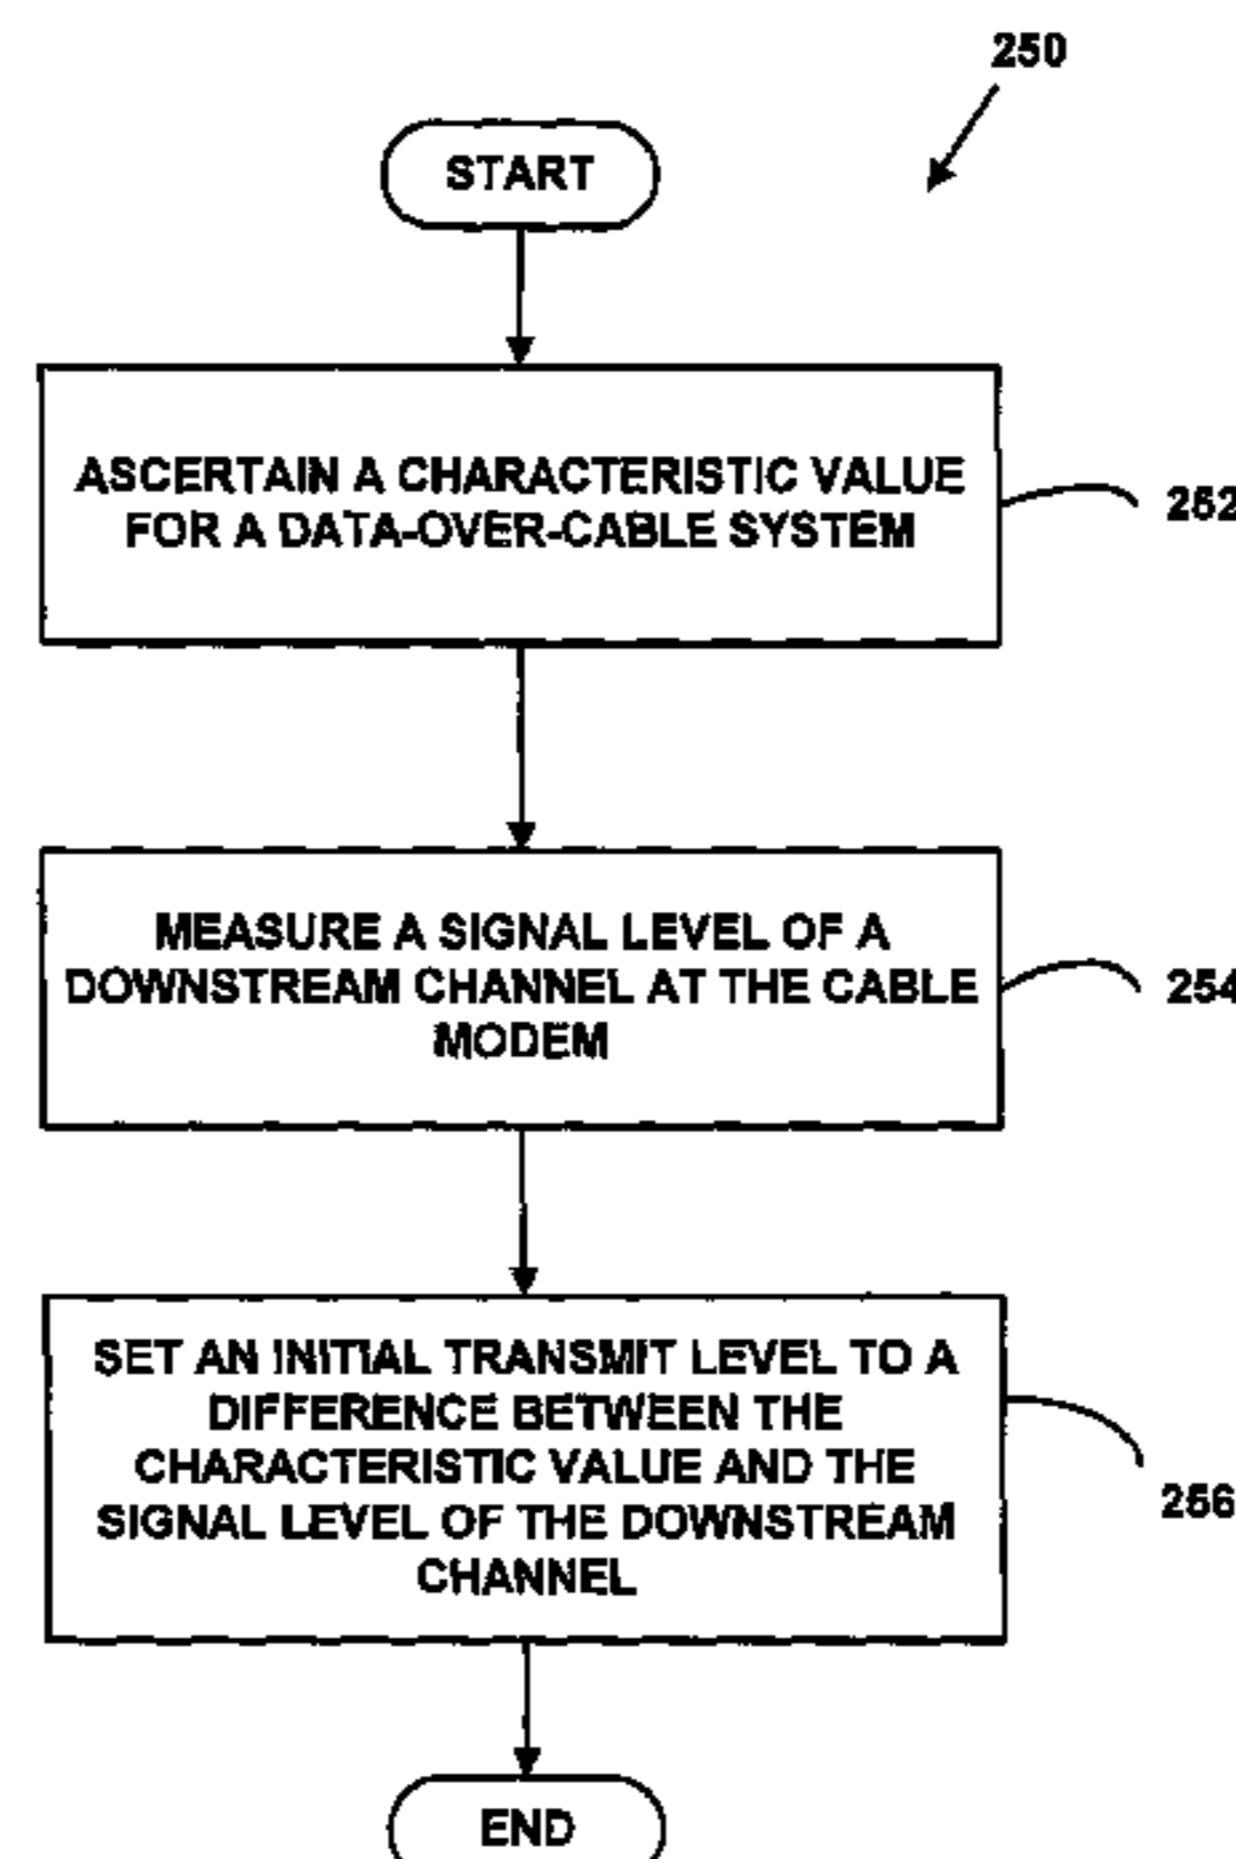 250
START
ASCERTAIN A CHARACTERISTIC VALUE
FOR A DATA-OVER-CABLE SYSTEM
252
MEASURE A SIGNAL LEVEL OF A
DOWNSTREAM CHANNEL AT THE CABLE
MODEM
254
SET AN INITIAL TRANSMIT LEVEL TO A
DIFFERENCE BETWEEN THE
CHARACTERISTIC VALUE AND THE
SIGNAL LEVEL OF THE DOWNSTREAM
CHANNEL
256
END